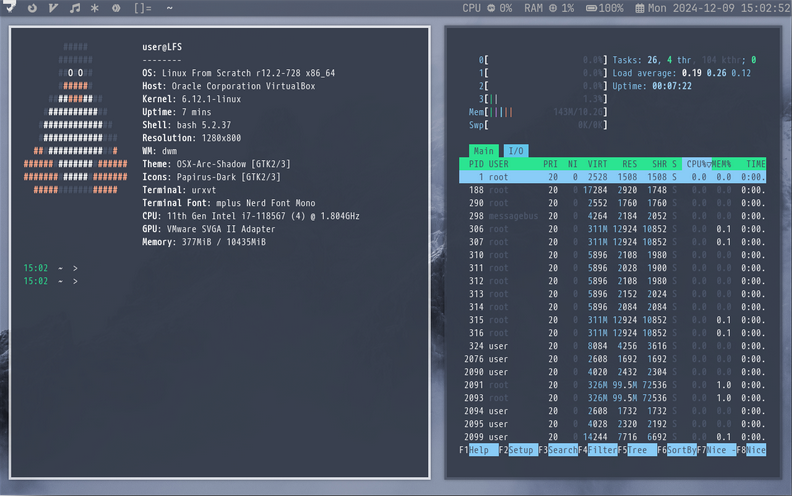 []= ~ CPU 0% RAM 1% 100% Mon 2024-12-09 15:02:52
user@LFS
--------
OS: Linux From Scratch r12.2-728 x86_64
Host: Oracle Corporation VirtualBox
Kernel: 6.12.1-linux
Uptime: 7 mins
Shell: bash 5.2.37
Resolution: 1280x800
WM: dwm
Theme: OSX-Arc-Shadow [GTK2/3]
Icons: Papirus-Dark [GTK2/3]
Terminal: urxvt
Terminal Font: mplus Nerd Font Mono
CPU: 11th Gen Intel i7-1185G7 (4) @ 1.804GHz
GPU: VMware SVGA II Adapter
Memory: 377MiB / 10435MiB
15:02 ~ >
15:02 ~ >
0[ 0.0%] Tasks: 26, 4 thr, 104 kthr; 0
1[ 0.0%] Load average: 0.19 0.26 0.12
2[ 0.0%] Uptime: 00:07:22
3[|| 1.3%]
Mem[||||| 143M/10.2G]
Swp[ 0K/0K]
Main I/O
PID USER PRI NI VIRT RES SHR S CPU%▽MEM% TIME
1 root 20 0 2528 1508 1508 S 0.0 0.0 0:00.
188 root 20 0 17284 2920 1748 S 0.0 0.0 0:00.
290 root 20 0 2552 1760 1760 S 0.0 0.0 0:00.
298 messagebus 20 0 4264 2184 2052 S 0.0 0.0 0:00.
306 root 20 0 311M 12924 10852 S 0.0 0.1 0:00.
307 root 20 0 311M 12924 10852 S 0.0 0.1 0:00.
310 root 20 0 5896 2108 1980 S 0.0 0.0 0:00.
311 root 20 0 5896 2028 1900 S 0.0 0.0 0:00.
312 root 20 0 5896 2108 1980 S 0.0 0.0 0:00.
313 root 20 0 5896 2152 2024 S 0.0 0.0 0:00.
314 root 20 0 5896 2084 2084 S 0.0 0.0 0:00.
315 root 20 0 311M 12924 10852 S 0.0 0.1 0:00.
316 root 20 0 311M 12924 10852 S 0.0 0.1 0:00.
324 user 20 0 8084 4256 3616 S 0.0 0.0 0:00.
2076 user 20 0 2608 1692 1692 S 0.0 0.0 0:00.
2090 user 20 0 4020 2432 2304 S 0.0 0.0 0:00.
2091 root 20 0 326M 99.5M 72536 S 0.0 1.0 0:00.
2093 root 20 0 326M 99.5M 72536 S 0.0 1.0 0:00.
2094 user 20 0 2608 1732 1732 S 0.0 0.0 0:00.
2095 user 20 0 4028 2320 2192 S 0.0 0.0 0:00.
2099 user 20 0 14244 7716 6692 S 0.0 0.1 0:00.
F1Help F2Setup F3SearchF4FilterF5Tree F6SortByF7Nice -F8Nice